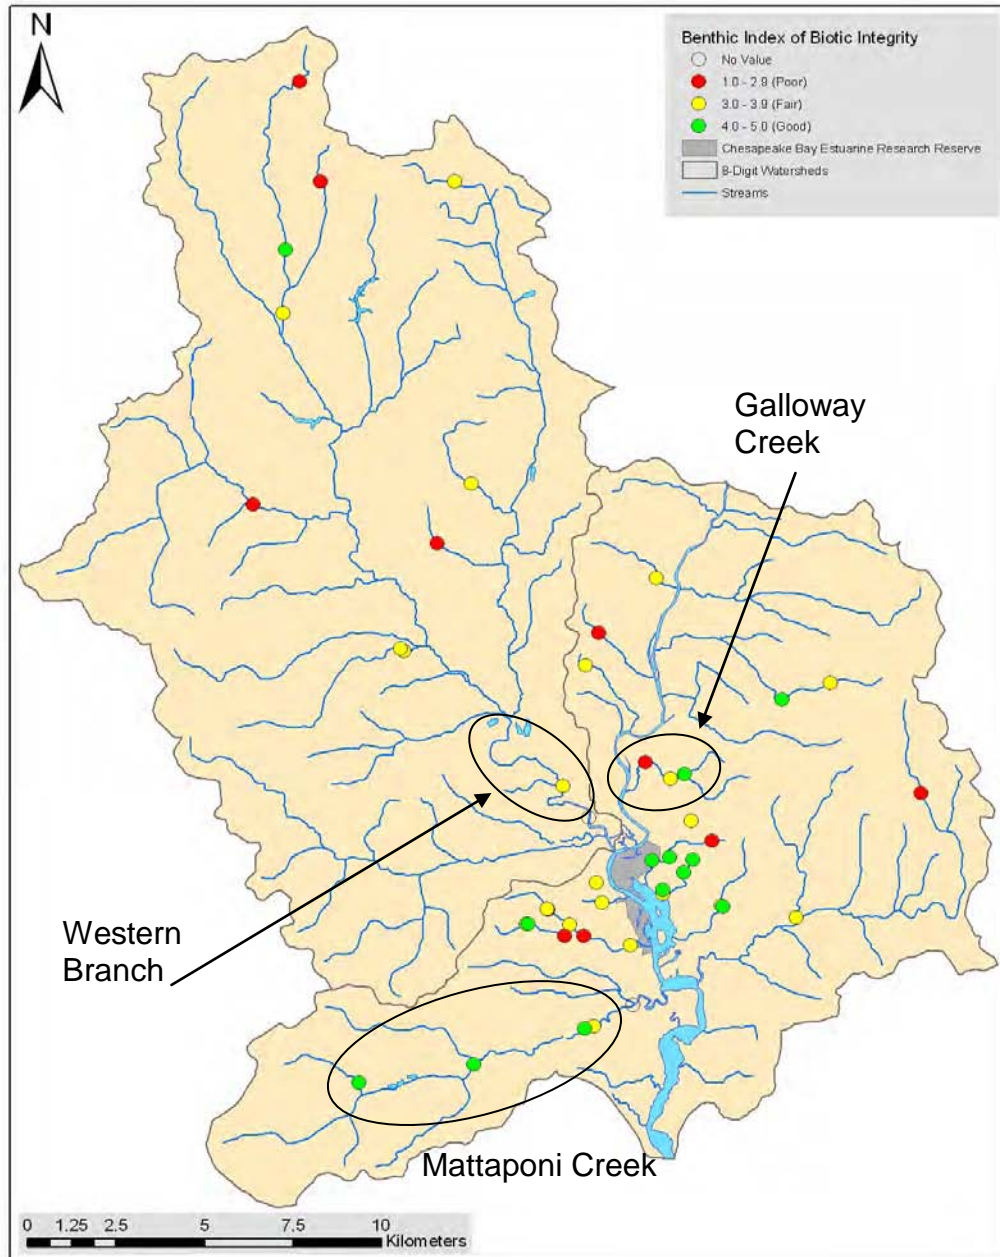 N
Benthic Index of Biotic Integrity
No Value
1.0 - 2.9 (Poor)
3.0 - 3.9 (Fair)
4.0 - 5.0 (Good)
Chesapeake Bay Estuarine Research Reserve
8-Digit Watersheds
Streams
Galloway
Creek
Western
Branch
Mattaponi Creek
0 1.25 2.5 5 7.5 10
Kilometers